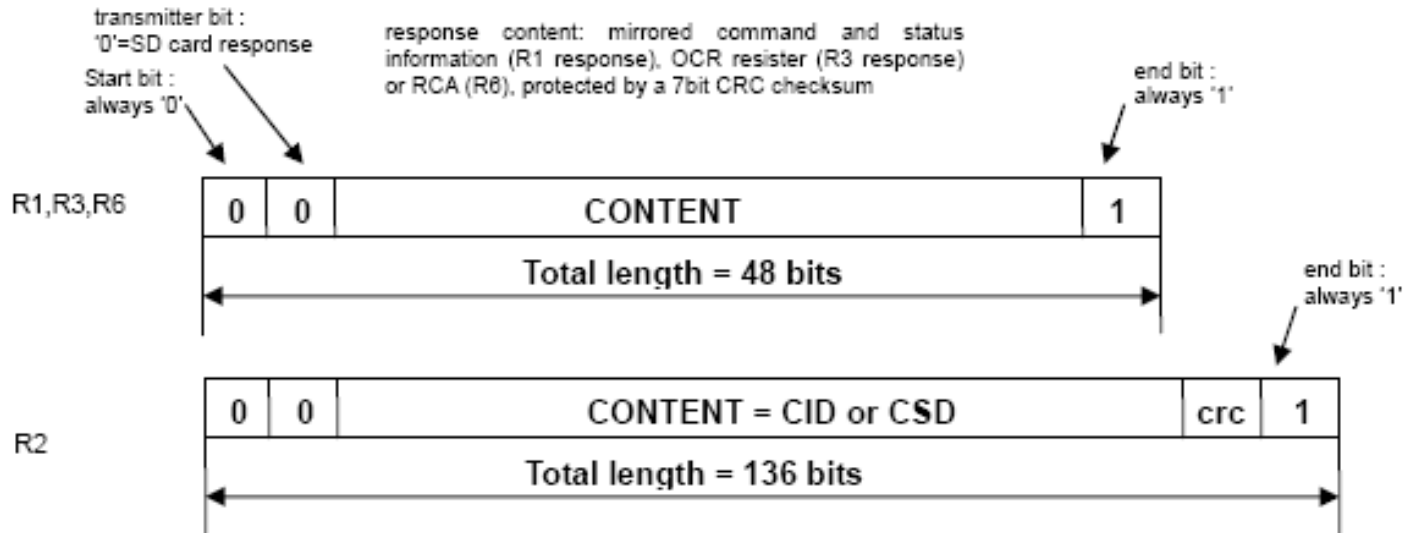 transmitter bit :
'0'=SD card response
Start bit :
always '0'
response content: mirrored command and status
information (R1 response), OCR resister (R3 response)
or RCA (R6), protected by a 7bit CRC checksum
end bit :
always '1'
R1,R3,R6
0 0 CONTENT 1
Total length = 48 bits
end bit :
always '1'
R2
0 0 CONTENT = CID or CSD crc 1
Total length = 136 bits